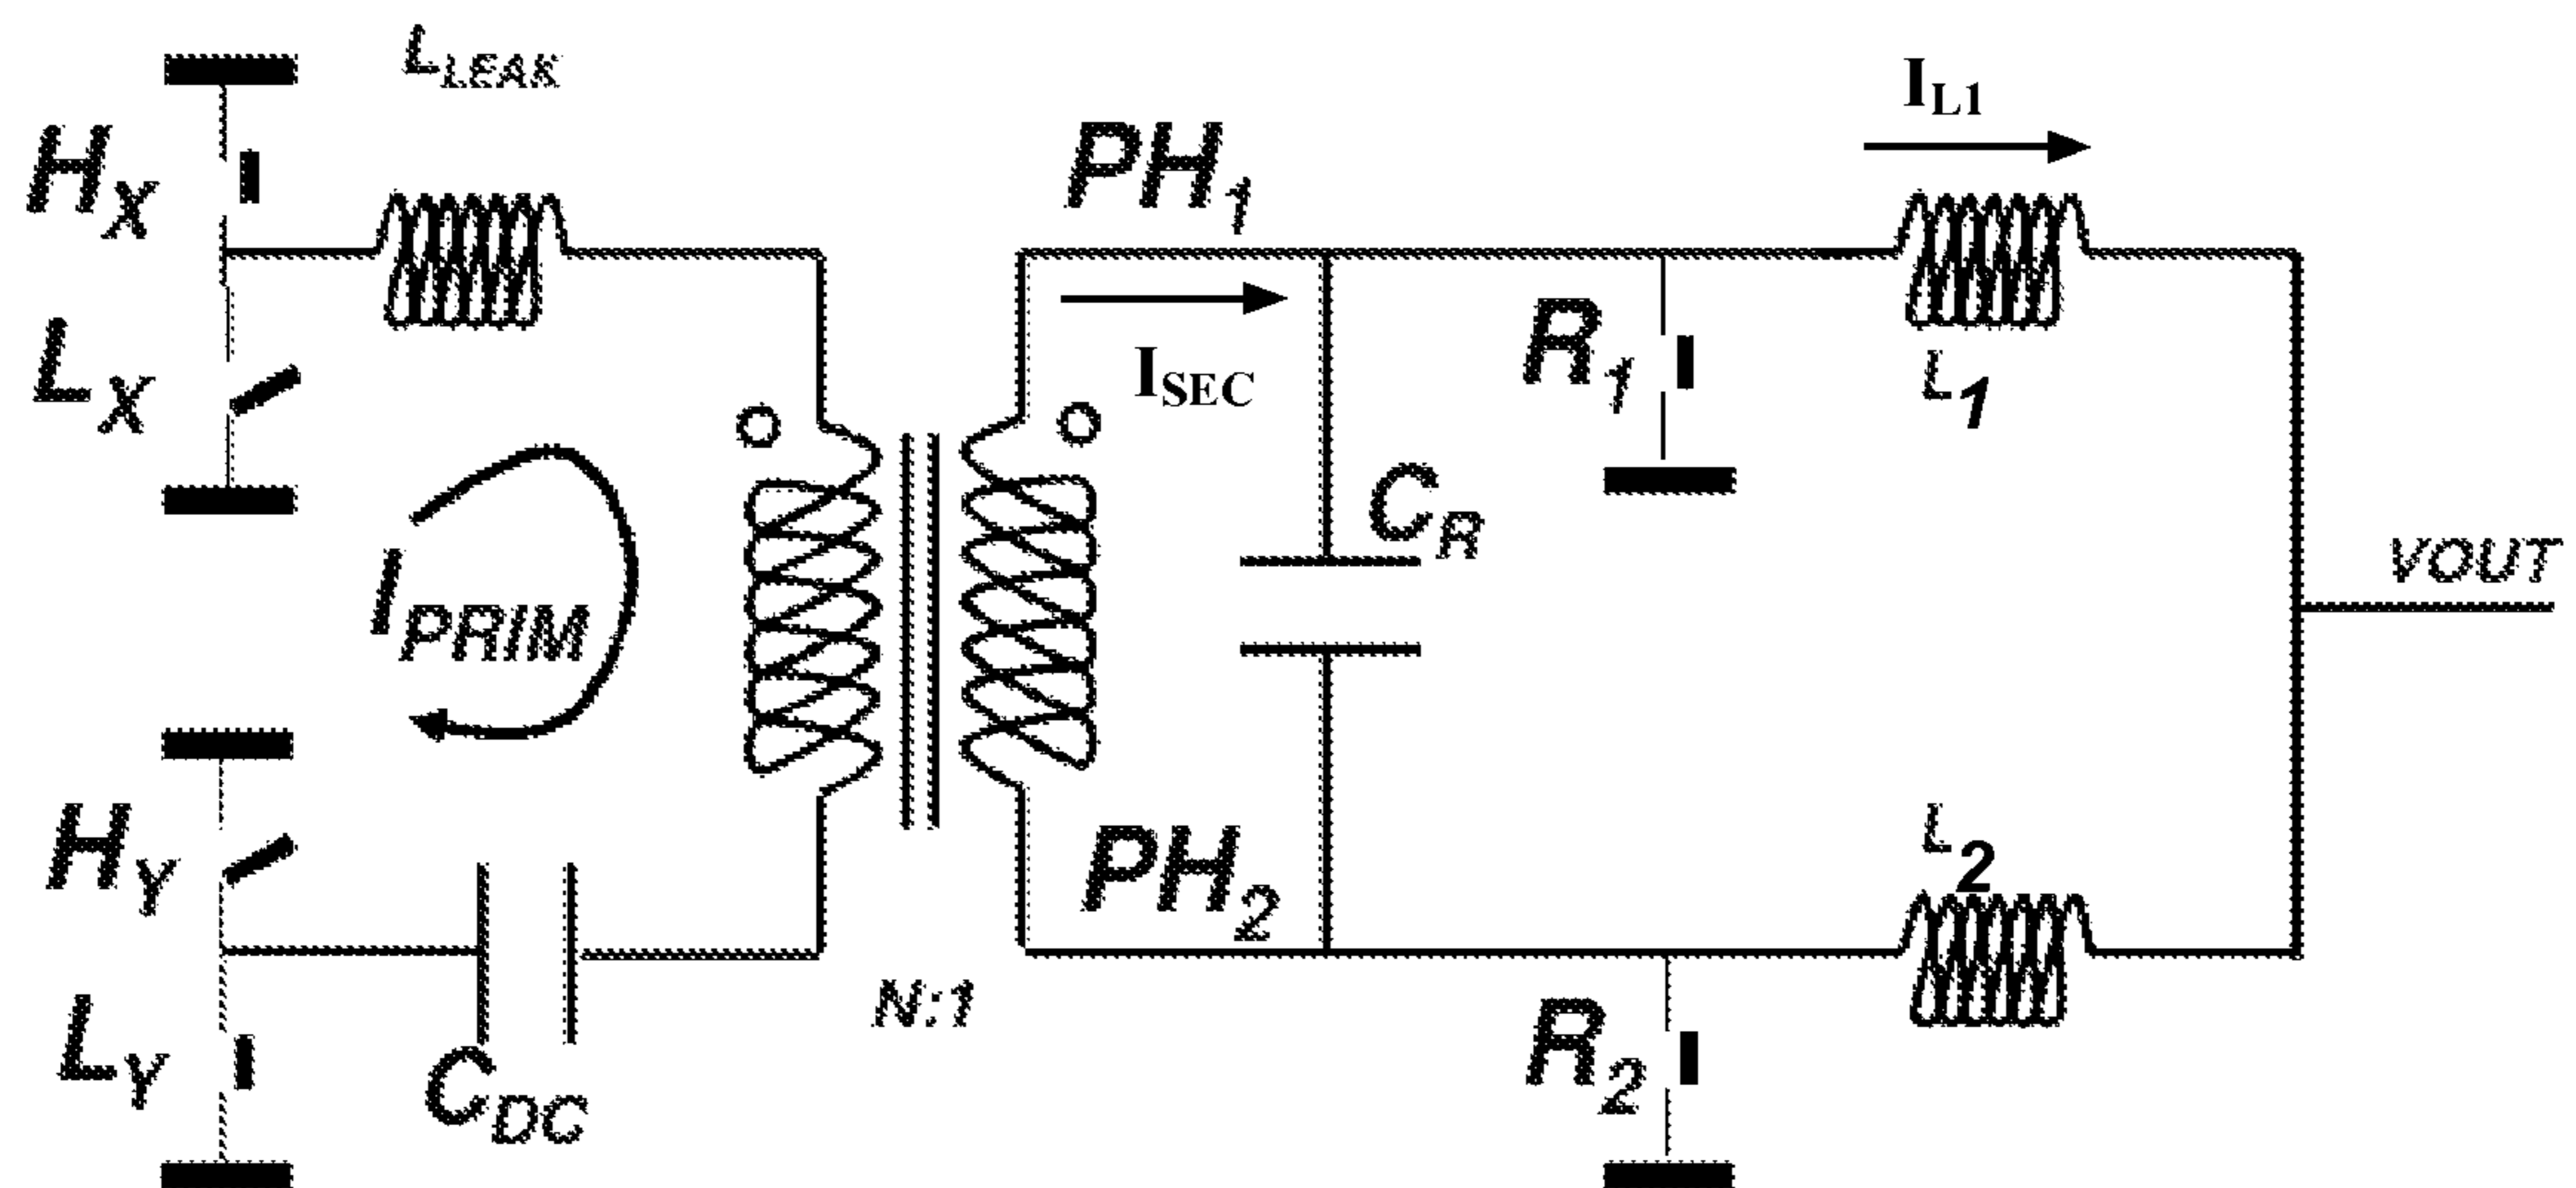 L_LEAK
I_L1
H_X
PH_1
L_X
R_1
I_SEC
L_1
C_R
I_PRIM
VOUT
H_Y
PH_2
L_2
N:1
L_Y
R_2
C_DC